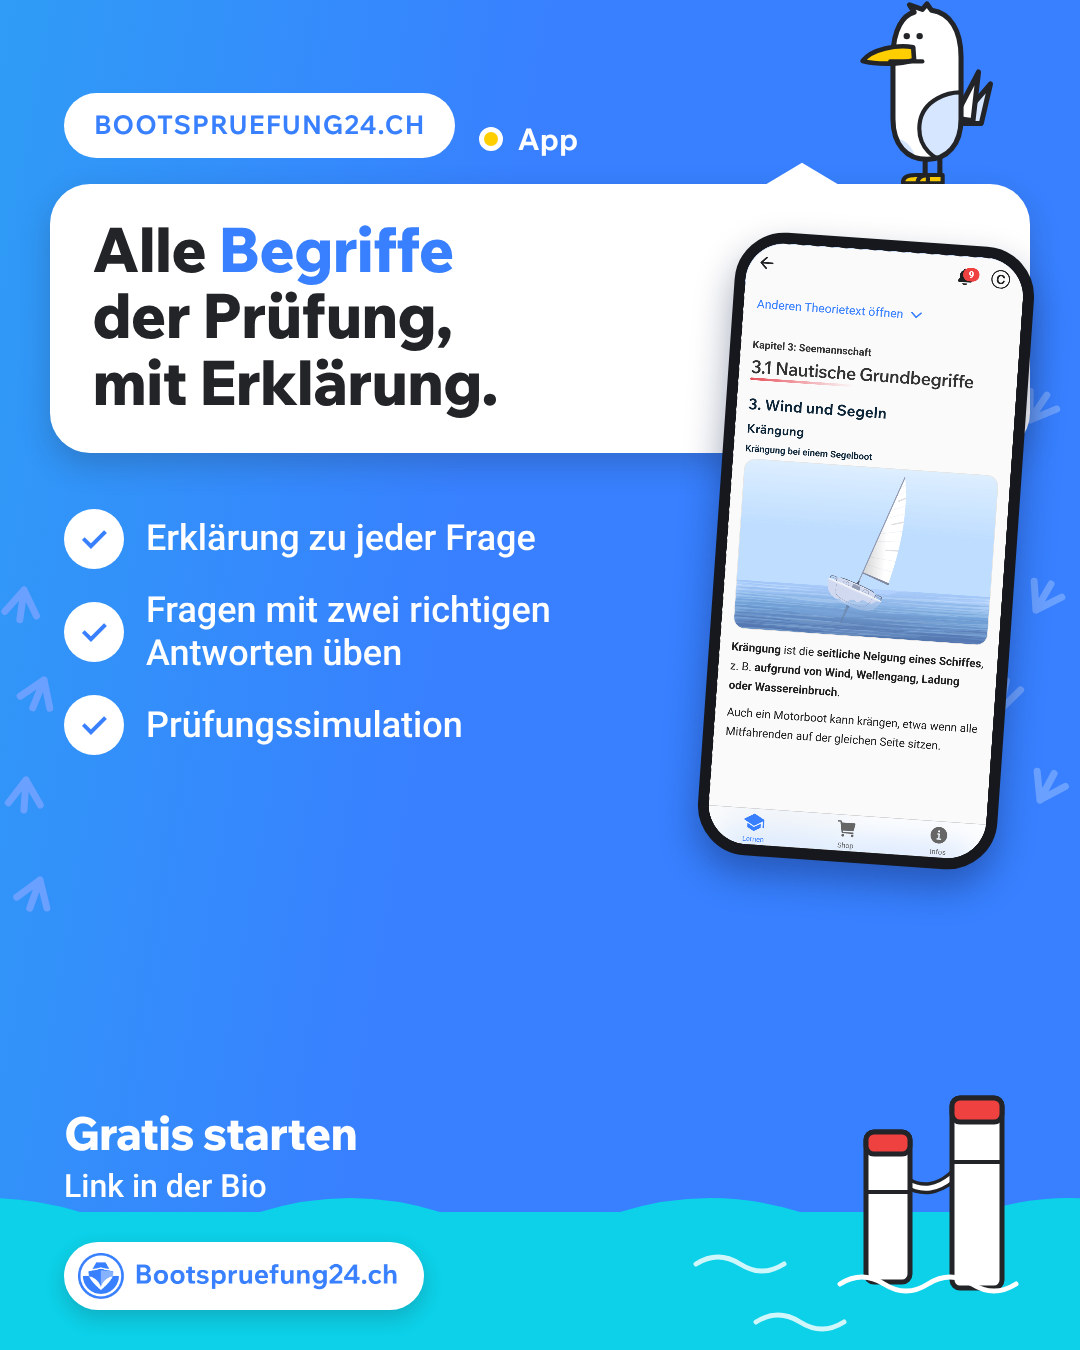 BOOTSPRUEFUNG24.CH
App
Alle Begriffe
der Prüfung,
mit Erklärung.
Erklärung zu jeder Frage
Fragen mit zwei richtigen
Antworten üben
Prüfungssimulation
9
C
Anderen Theorietext öffnen
Kapitel 3: Seemannschaft
3.1 Nautische Grundbegriffe
3. Wind und Segeln
Krängung
Krängung bei einem Segelboot
Krängung ist die seitliche Neigung eines Schiffes,
z. B. aufgrund von Wind, Wellengang, Ladung
oder Wassereinbruch.
Auch ein Motorboot kann krängen, etwa wenn alle
Mitfahrenden auf der gleichen Seite sitzen.
Lernen
Shop
Infos
Gratis starten
Link in der Bio
Bootspruefung24.ch